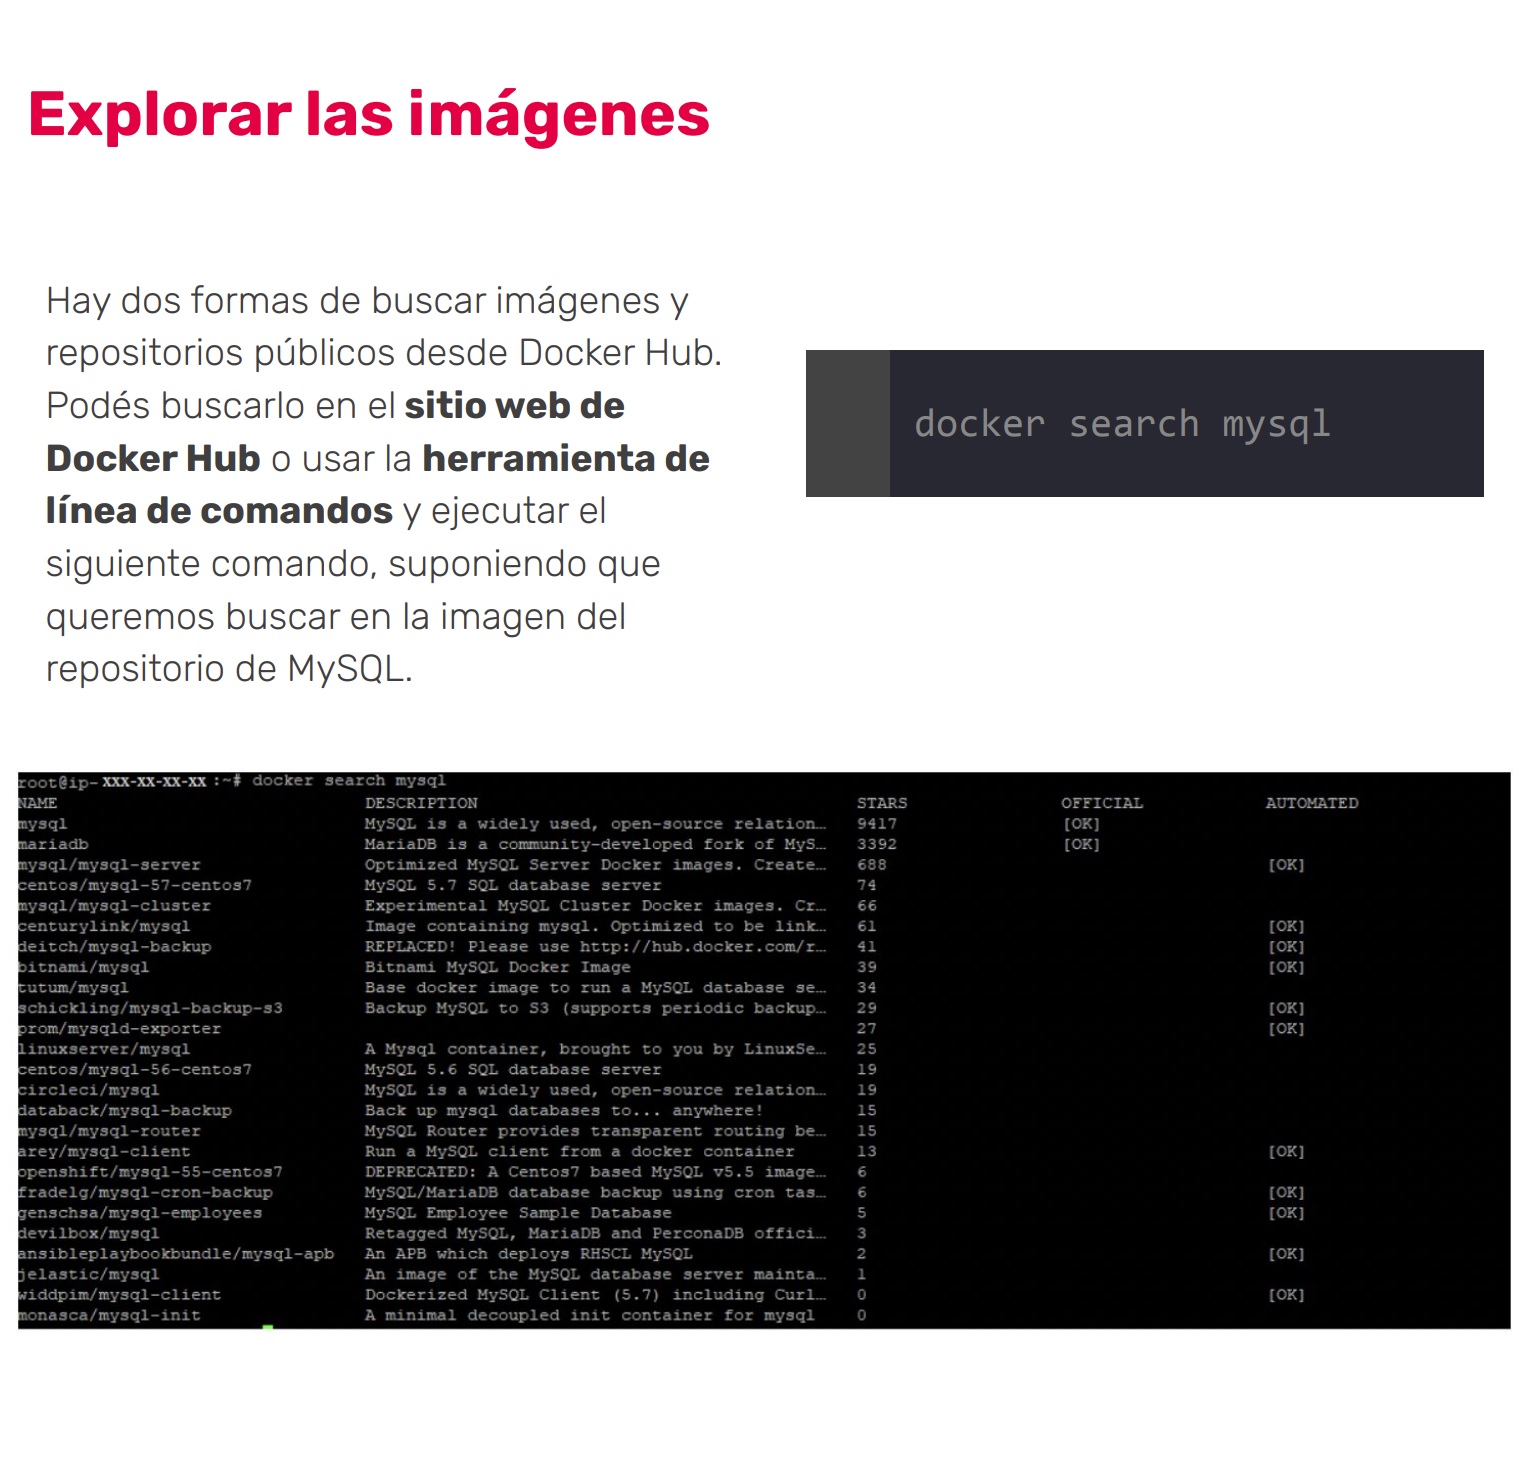 Explorar las imágenes
Hay dos formas de buscar imágenes y
repositorios públicos desde Docker Hub.
Podés buscarlo en el sitio web de
Docker Hub o usar la herramienta de
línea de comandos y ejecutar el
siguiente comando, suponiendo que
queremos buscar en la imagen del
repositorio de MySQL.
docker search mysql
root@ip-xxx-xx-xx-xx:~# docker search mysql
NAME DESCRIPTION STARS OFFICIAL AUTOMATED
mysql MySQL is a widely used, open-source relation… 9417 [OK]
mariadb MariaDB is a community-developed fork of MyS… 3392 [OK]
mysql/mysql-server Optimized MySQL Server Docker images. Create… 688 [OK]
centos/mysql-57-centos7 MySQL 5.7 SQL database server 74
mysql/mysql-cluster Experimental MySQL Cluster Docker images. Cr… 66
centurylink/mysql Image containing mysql. Optimized to be link… 61 [OK]
deitch/mysql-backup REPLACED! Please use http://hub.docker.com/r… 41 [OK]
bitnami/mysql Bitnami MySQL Docker Image 39 [OK]
tutum/mysql Base docker image to run a MySQL database se… 34
schickling/mysql-backup-s3 Backup MySQL to S3 (supports periodic backup… 29 [OK]
prom/mysqld-exporter 27 [OK]
linuxserver/mysql A Mysql container, brought to you by LinuxSe… 25
centos/mysql-56-centos7 MySQL 5.6 SQL database server 19
circleci/mysql MySQL is a widely used, open-source relation… 19
databack/mysql-backup Back up mysql databases to... anywhere! 15
mysql/mysql-router MySQL Router provides transparent routing be… 15
arey/mysql-client Run a MySQL client from a docker container 13 [OK]
openshift/mysql-55-centos7 DEPRECATED: A Centos7 based MySQL v5.5 image… 6
fradelg/mysql-cron-backup MySQL/MariaDB database backup using cron tas… 6 [OK]
genschsa/mysql-employees MySQL Employee Sample Database 5 [OK]
devilbox/mysql Retagged MySQL, MariaDB and PerconaDB offici… 3
ansibleplaybookbundle/mysql-apb An APB which deploys RHSCL MySQL 2 [OK]
jelastic/mysql An image of the MySQL database server mainta… 1
widdpim/mysql-client Dockerized MySQL Client (5.7) including Curl… 0 [OK]
monasca/mysql-init A minimal decoupled init container for mysql 0